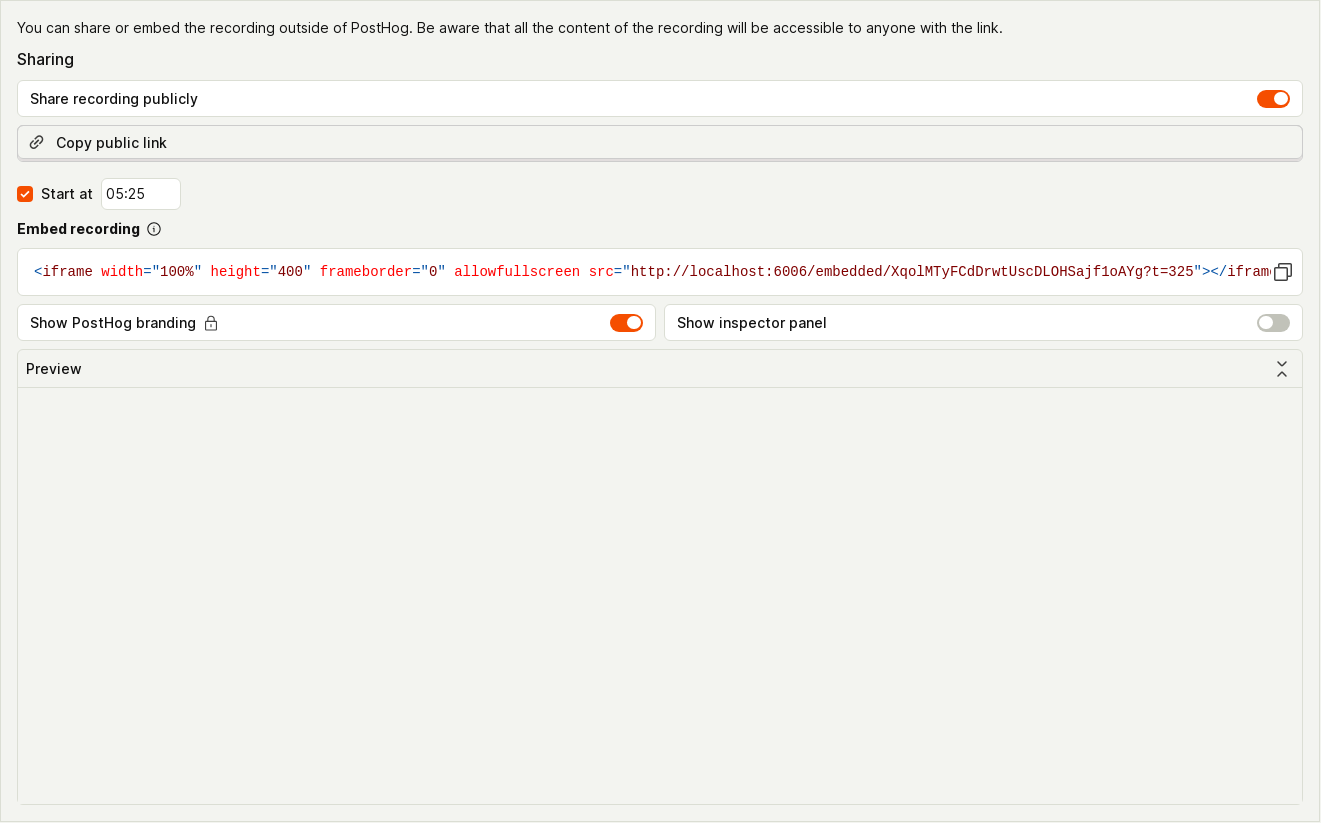 You can share or embed the recording outside of PostHog. Be aware that all the content of the recording will be accessible to anyone with the link.
Sharing
Share recording publicly
Copy public link
Start at 05:25
Embed recording
<iframe width="100%" height="400" frameborder="0" allowfullscreen src="http://localhost:6006/embedded/XqolMTyFCdDrwtUscDLOHSajf1oAYg?t=325"></iframe
Show PostHog branding
Show inspector panel
Preview